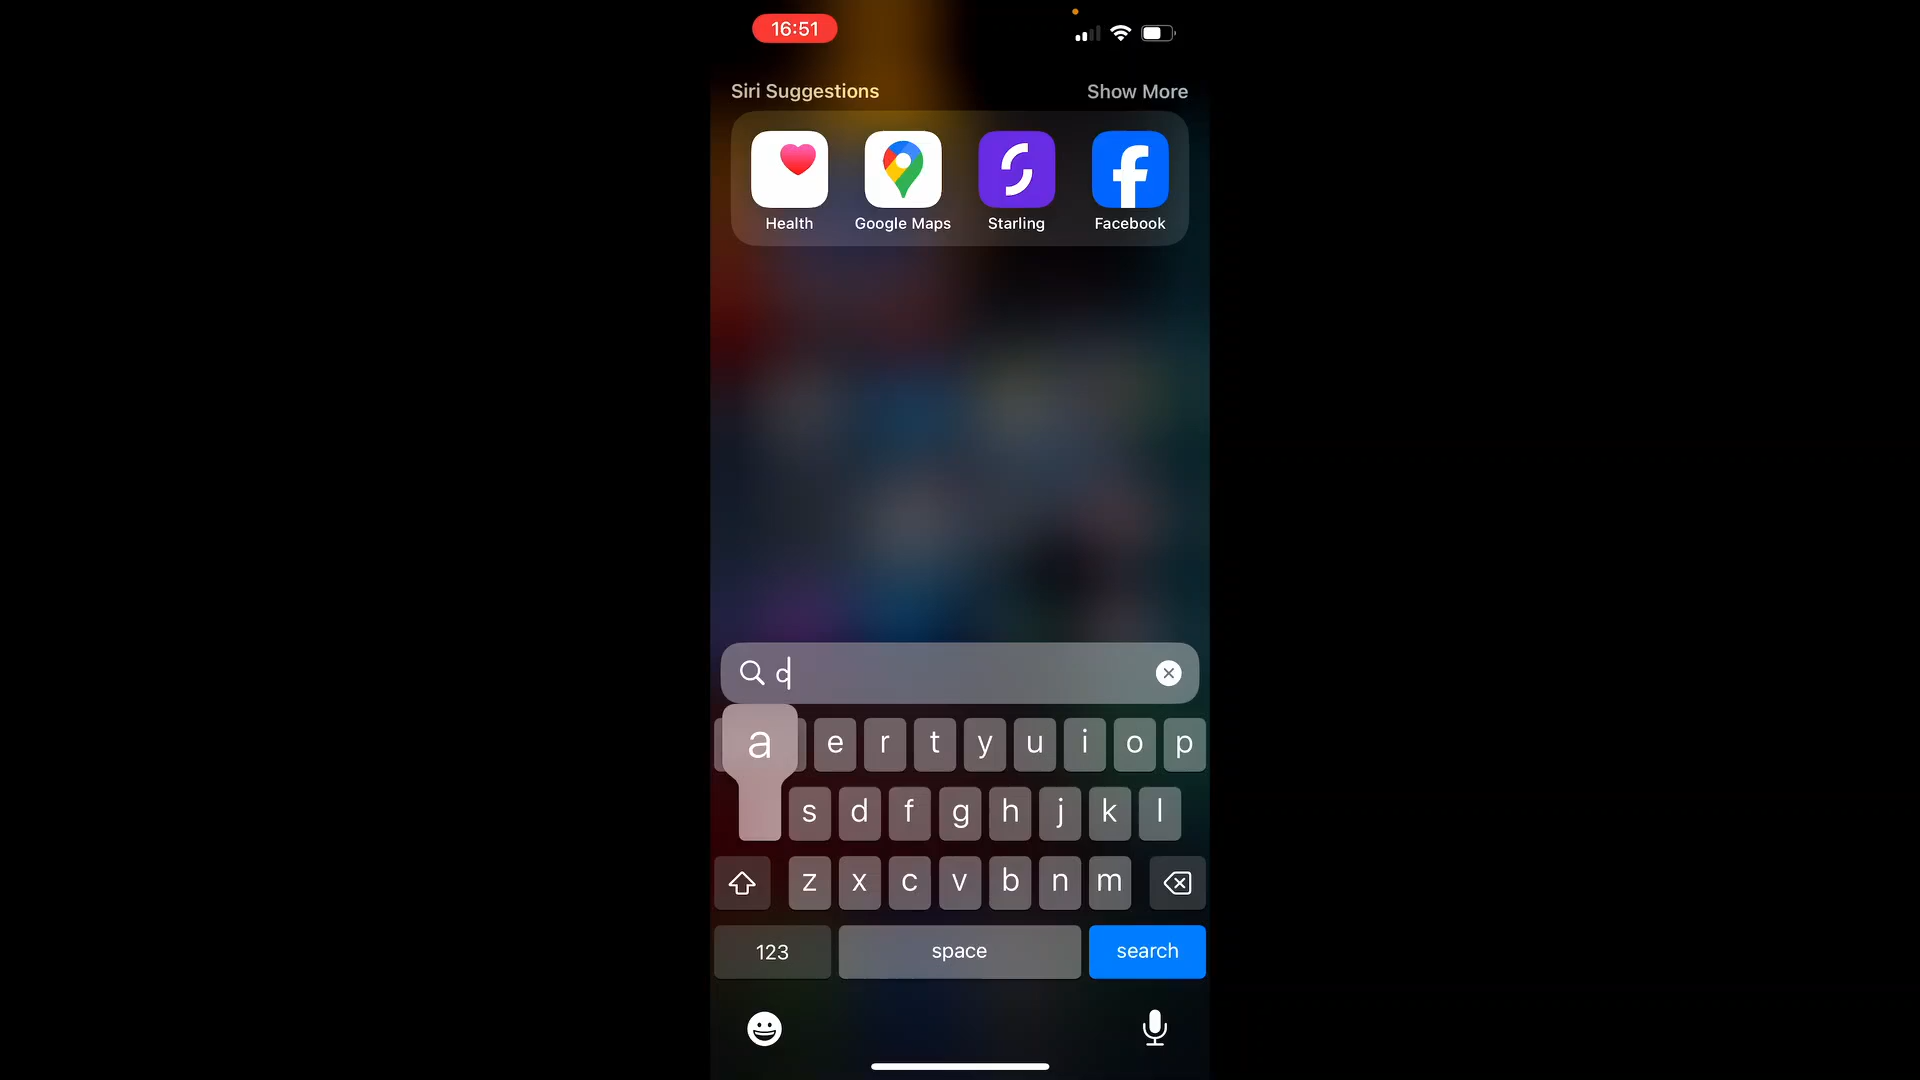 16:51
Siri Suggestions Show More
Health Google Maps Starling Facebook
c
a e r t y u i o p
s d f g h j k l
z x c v b n m
123 space search